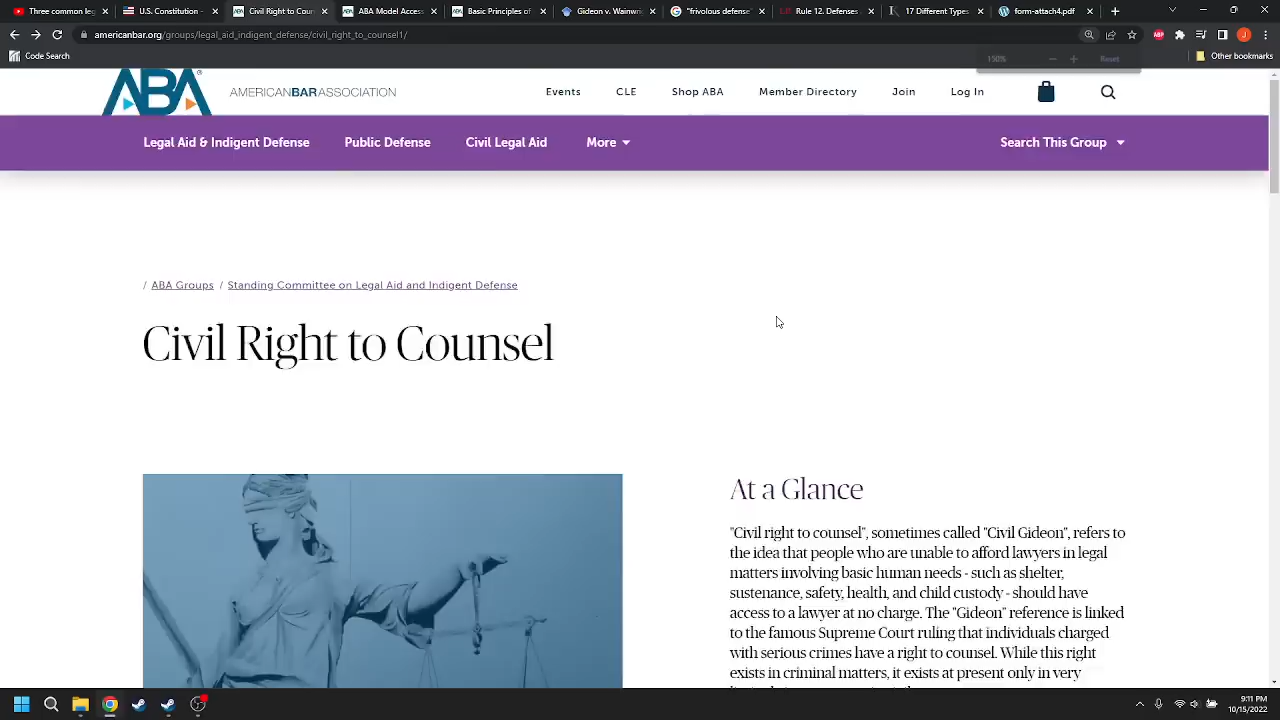 Three common le
U.S. Constitution
Civil Right to Coun
ABA Model Access
Basic Principles of
Gideon v. Wainwrig
"frivolous defense"
Rule 12. Defenses
17 Different Types
form-attach.pdf
americanbar.org/groups/legal_aid_indigent_defense/civil_right_to_counsel1/
Code Search
Other bookmarks
150%
Reset
ABA
AMERICANBARASSOCIATION
Events
CLE
Shop ABA
Member Directory
Join
Log In
Legal Aid & Indigent Defense
Public Defense
Civil Legal Aid
More
Search This Group
/ ABA Groups / Standing Committee on Legal Aid and Indigent Defense
Civil Right to Counsel
At a Glance
"Civil right to counsel", sometimes called "Civil Gideon", refers to
the idea that people who are unable to afford lawyers in legal
matters involving basic human needs - such as shelter,
sustenance, safety, health, and child custody - should have
access to a lawyer at no charge. The "Gideon" reference is linked
to the famous Supreme Court ruling that individuals charged
with serious crimes have a right to counsel. While this right
exists in criminal matters, it exists at present only in very
9:11 PM
10/15/2022